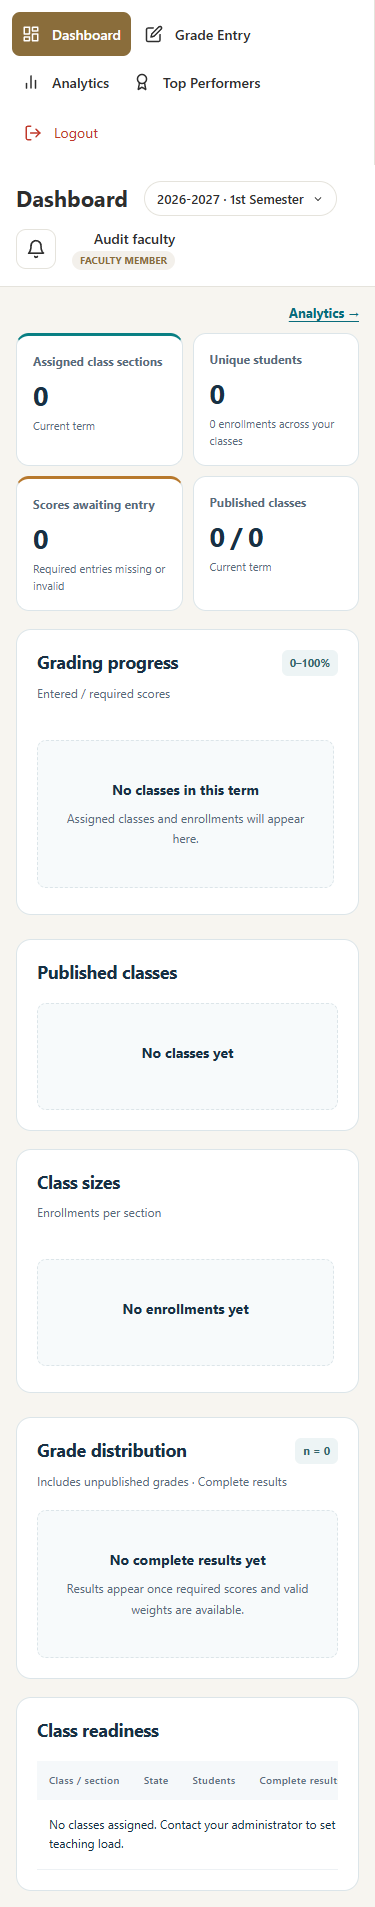 Dashboard
Grade Entry
Analytics
Top Performers
Logout
Dashboard
2026-2027 · 1st Semester
Audit faculty
FACULTY MEMBER
Analytics →
Assigned class sections
0
Current term
Unique students
0
0 enrollments across your
classes
Scores awaiting entry
0
Required entries missing or
invalid
Published classes
0 / 0
Current term
Grading progress
0–100%
Entered / required scores
No classes in this term
Assigned classes and enrollments will appear
here.
Published classes
No classes yet
Class sizes
Enrollments per section
No enrollments yet
Grade distribution
n = 0
Includes unpublished grades · Complete results
No complete results yet
Results appear once required scores and valid
weights are available.
Class readiness
Class / section State Students Complete result
No classes assigned. Contact your administrator to set
teaching load.